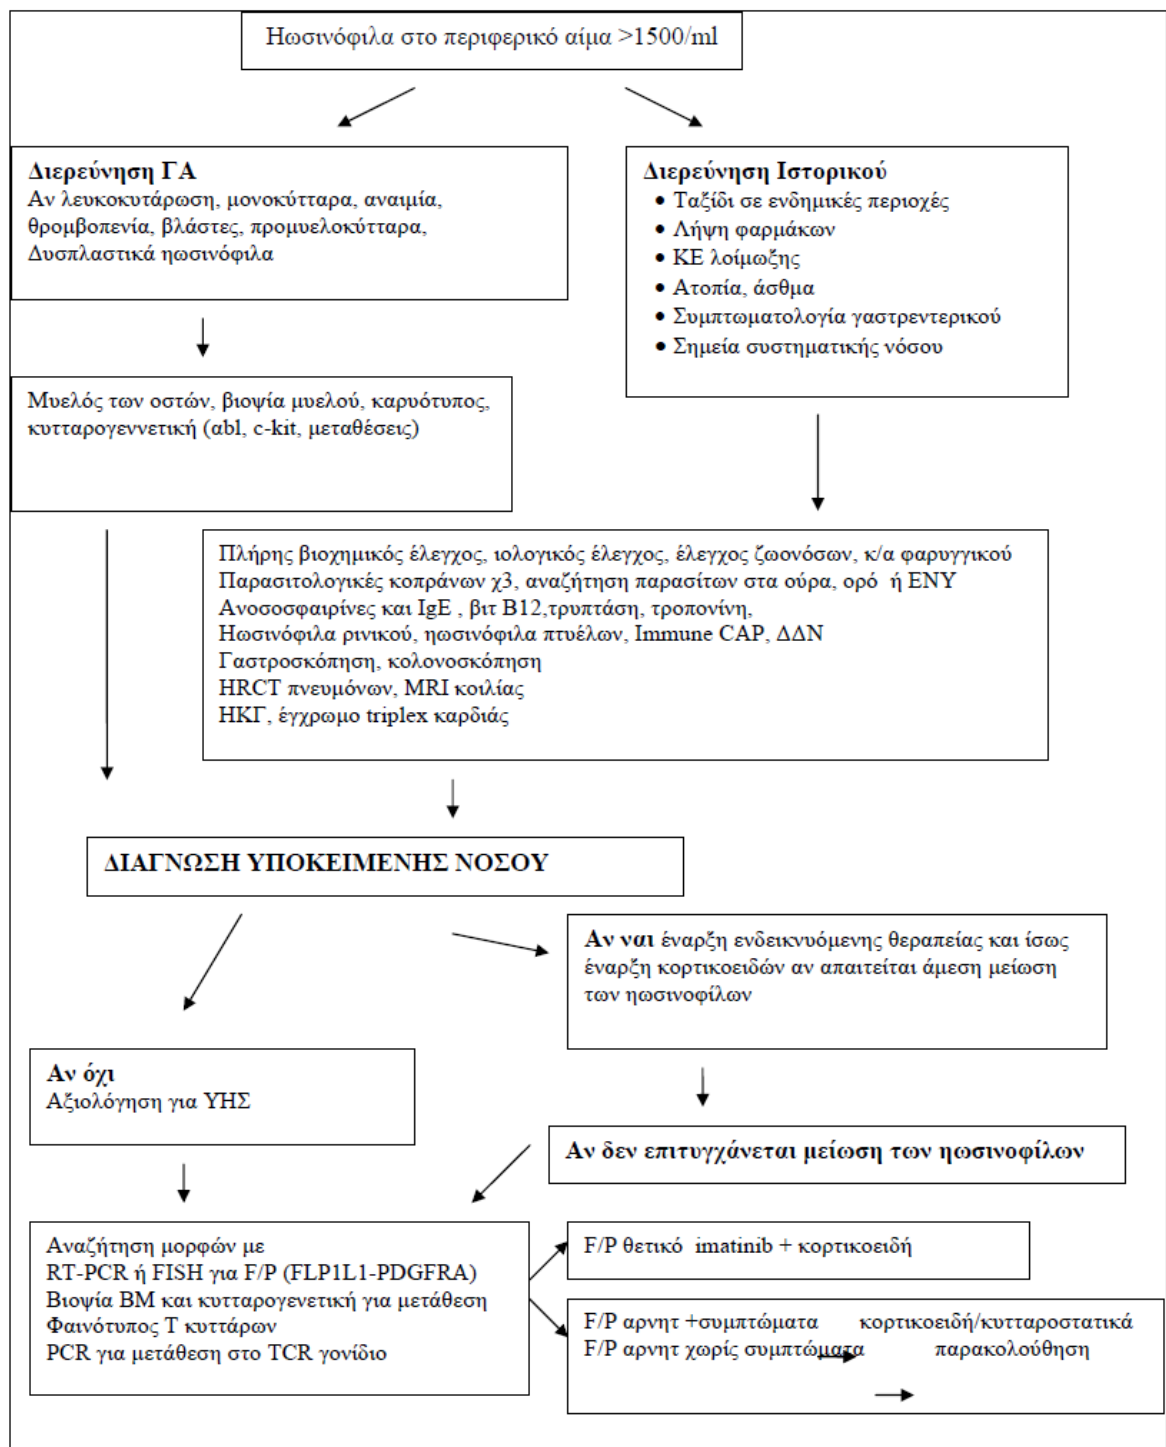 Ηωσινόφιλα στο περιφερικό αίμα >1500/ml
Διερεύνηση ΓΑ
Αν λευκοκυτάρωση, μονοκύτταρα, αναιμία,
θρομβοπενία, βλάστες, προμυελοκύτταρα,
Δυσπλαστικά ηωσινόφιλα
Διερεύνηση Ιστορικού
• Ταξίδι σε ενδημικές περιοχές
• Λήψη φαρμάκων
• ΚΕ λοίμωξης
• Ατοπία, άσθμα
• Συμπτωματολογία γαστρεντερικού
• Σημεία συστηματικής νόσου
Μυελός των οστών, βιοψία μυελού, καρυότυπος,
κυτταρογεννετική (αbl, c-kit, μεταθέσεις)
Πλήρης βιοχημικός έλεγχος, ιολογικός έλεγχος, έλεγχος ζωονόσων, κ/α φαρυγγικού
Παρασιτολογικές κοπράνων χ3, αναζήτηση παρασίτων στα ούρα, ορό ή ΕΝΥ
Ανοσοσφαιρίνες και IgE , βιτ Β12,τρυπτάση, τροπονίνη,
Ηωσινόφιλα ρινικού, ηωσινόφιλα πτυέλων, Immune CAP, ΔΔΝ
Γαστροσκόπηση, κολονοσκόπηση
HRCT πνευμόνων, MRI κοιλίας
ΗΚΓ, έγχρωμο triplex καρδιάς
ΔΙΑΓΝΩΣΗ ΥΠΟΚΕΙΜΕΝΗΣ ΝΟΣΟΥ
Αν ναι έναρξη ενδεικνυόμενης θεραπείας και ίσως
έναρξη κορτικοειδών αν απαιτείται άμεση μείωση
των ηωσινοφίλων
Αν όχι
Αξιολόγηση για ΥΗΣ
Αν δεν επιτυγχάνεται μείωση των ηωσινοφίλων
Αναζήτηση μορφών με
RT-PCR ή FISH για F/P (FLP1L1-PDGFRA)
Βιοψία ΒΜ και κυτταρογενετική για μετάθεση
Φαινότυπος Τ κυττάρων
PCR για μετάθεση στο TCR γονίδιο
F/P θετικό imatinib + κορτικοειδή
F/P αρνητ +συμπτώματα κορτικοειδή/κυτταροστατικά
F/P αρνητ χωρίς συμπτώματα παρακολούθηση